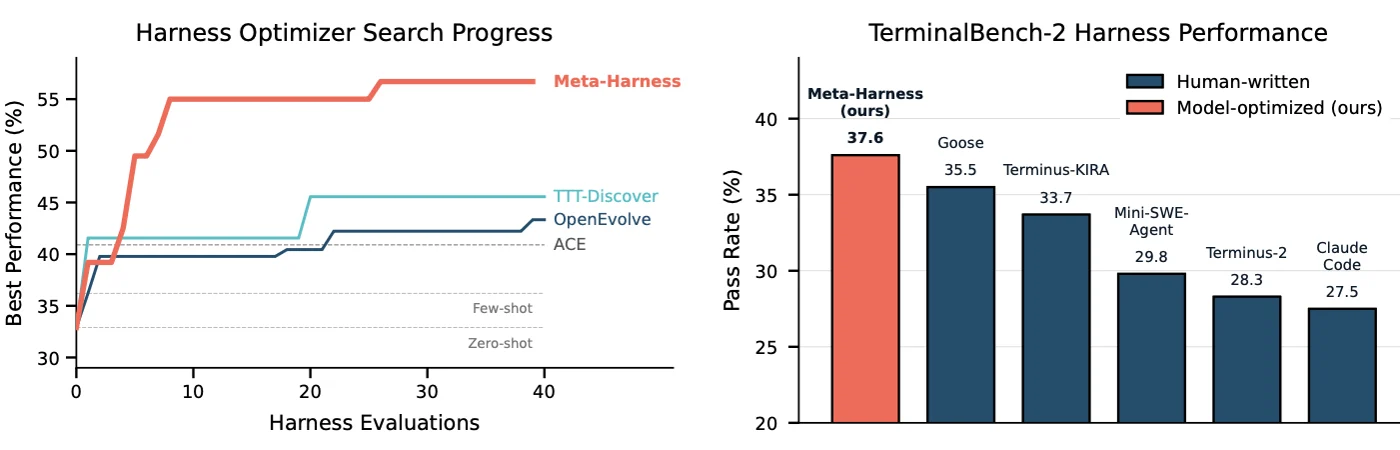 Harness Optimizer Search Progress
Best Performance (%)
55
50
45
40
35
30
0
10
20
30
40
Harness Evaluations
Meta-Harness
TTT-Discover
OpenEvolve
ACE
Few-shot
Zero-shot
TerminalBench-2 Harness Performance
Pass Rate (%)
40
35
30
25
20
Human-written
Model-optimized (ours)
Meta-Harness
(ours)
37.6
Goose
35.5
Terminus-KIRA
33.7
Mini-SWE-
Agent
29.8
Terminus-2
28.3
Claude
Code
27.5